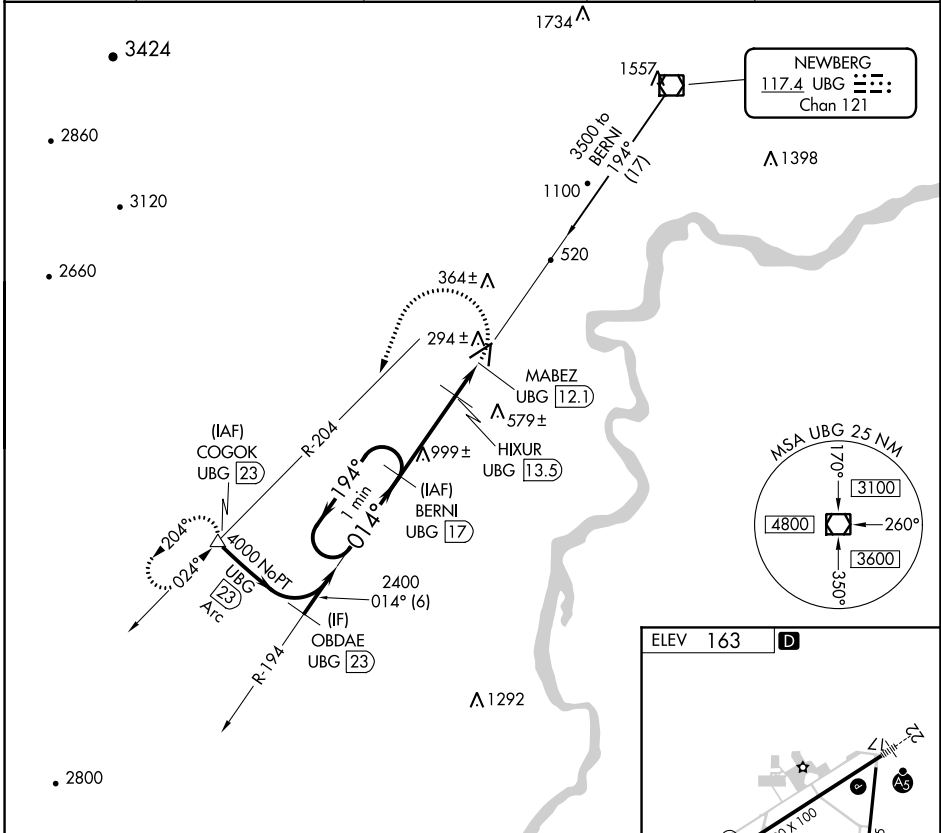 1734
3424
1557
NEWBERG
117.4 UBG
Chan 121
2860
3500 to
BERNI
194°
(17)
1398
1100
3120
520
2660
364±
294±
MABEZ
UBG 12.1
579±
(IAF)
COGOK
UBG 23
R-204
HIXUR
UBG 13.5
999±
194°
1 min
014°
(IAF)
BERNI
UBG 17
MSA UBG 25 NM
170°
3100
4800
260°
3600
350°
204°
024°
4000 NoPT
UBG
23
Arc
2400
014° (6)
(IF)
OBDAE
UBG 23
R-194
ELEV 163 D
1292
2800
17
22
P
A5
X 100